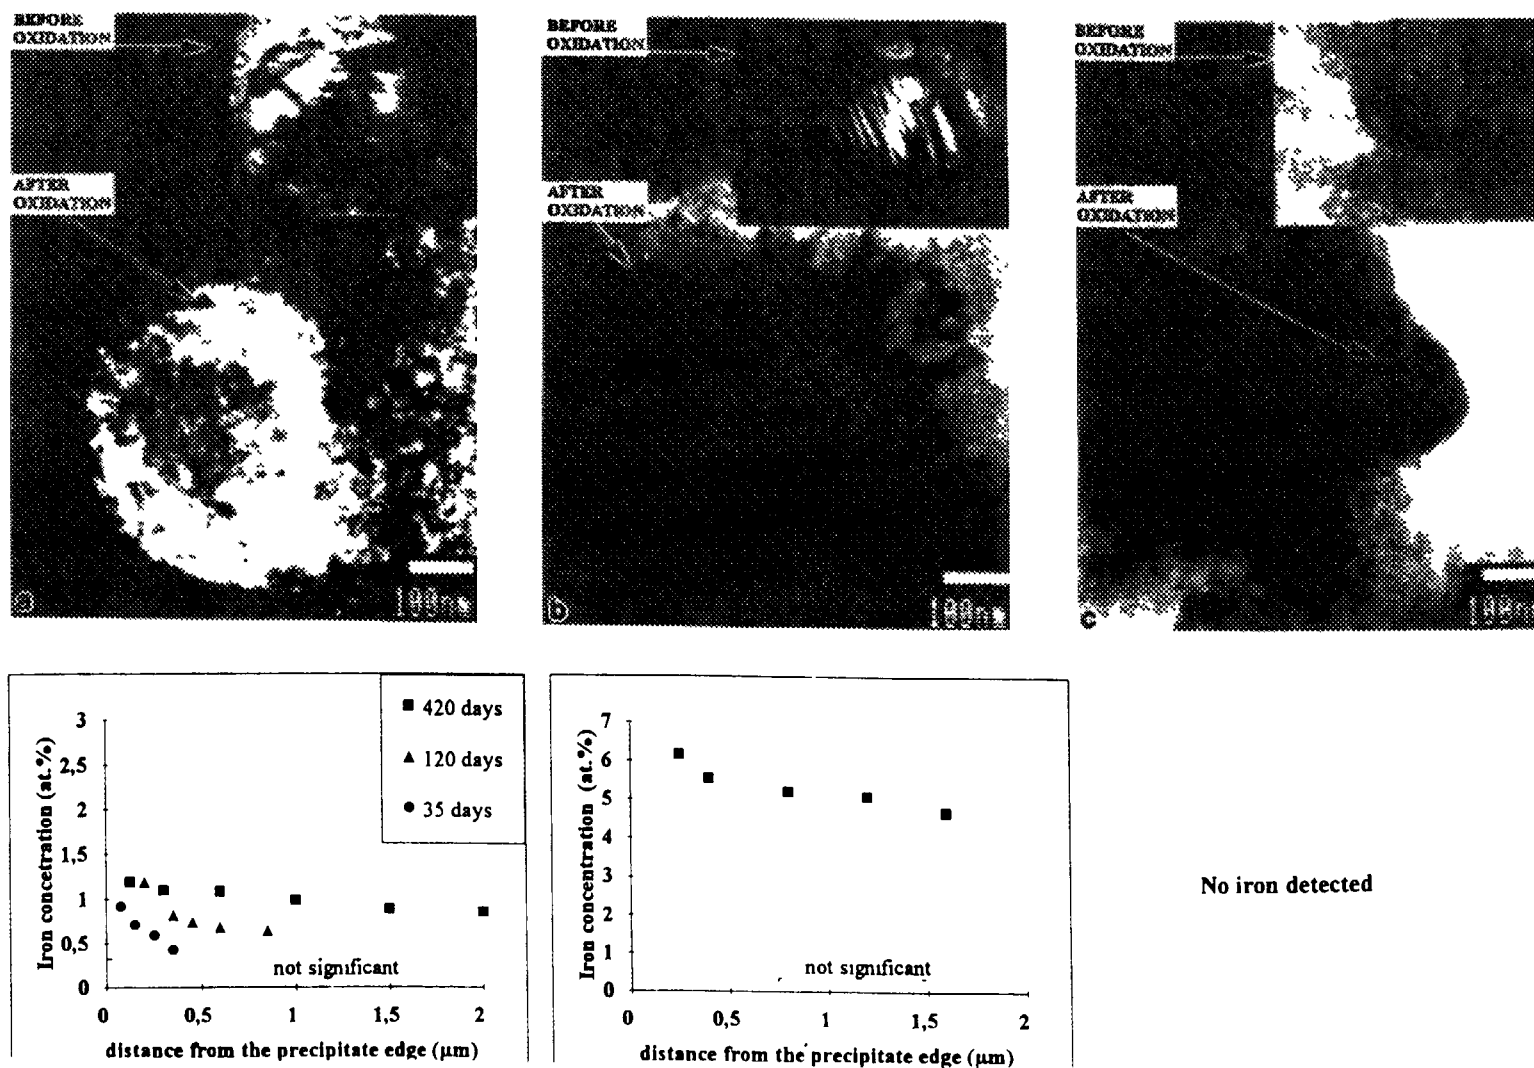 BEFORE
OXIDATION
AFTER
OXIDATION
a
100nm
BEFORE
OXIDATION
AFTER
OXIDATION
b
100nm
BEFORE
OXIDATION
AFTER
OXIDATION
c
100nm
Iron concetration (at.%)
3
2,5
2
1,5
1
0,5
0
420 days
120 days
35 days
not significant
0 0,5 1 1,5 2
distance from the precipitate edge (µm)
Iron concentration (at.%)
7
6
5
4
3
2
1
0
not significant
0 0,5 1 1,5 2
distance from the precipitate edge (µm)
No iron detected